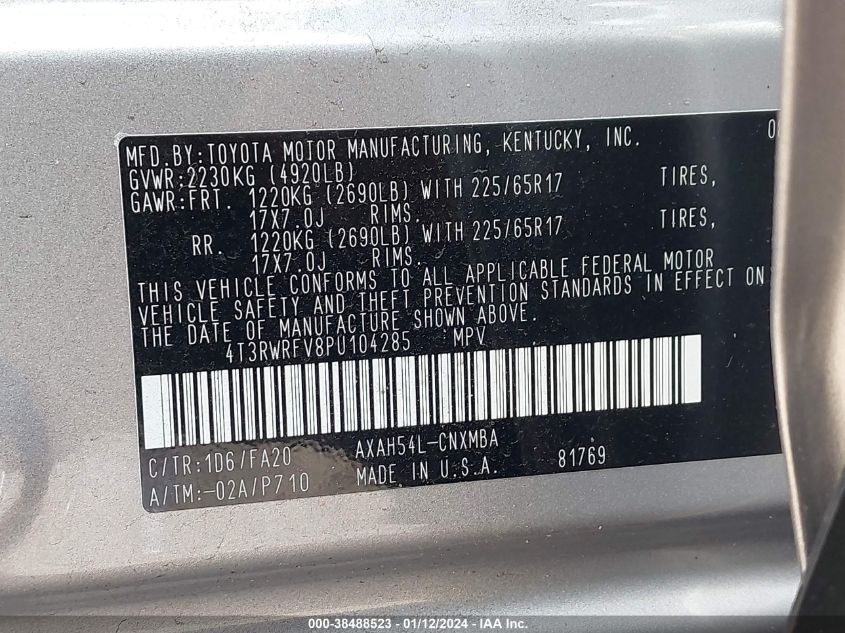 MFD.BY:TOYOTA MOTOR MANUFACTURING, KENTUCKY, INC.
GVWR:2230KG (4920LB)
GAWR:FRT. 1220KG (2690LB) WITH 225/65R17 TIRES,
17X7.0J RIMS.
RR. 1220KG (2690LB) WITH 225/65R17 TIRES,
17X7.0J RIMS.
THIS VEHICLE CONFORMS TO ALL APPLICABLE FEDERAL MOTOR
VEHICLE SAFETY AND THEFT PREVENTION STANDARDS IN EFFECT ON
THE DATE OF MANUFACTURE SHOWN ABOVE.
4T3RWRFV8PU104285 MPV
C/TR:1D6/FA20 AXAH54L-CNXMBA
A/TM:-02A/P710 MADE IN U.S.A. 81769
000-38488523 - 01/12/2024 - IAA Inc.